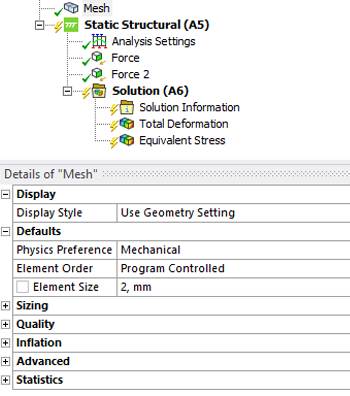 Mesh
Static Structural (A5)
Analysis Settings
Force
Force 2
Solution (A6)
Solution Information
Total Deformation
Equivalent Stress
Details of "Mesh"
Display
Display Style Use Geometry Setting
Defaults
Physics Preference Mechanical
Element Order Program Controlled
Element Size 2, mm
Sizing
Quality
Inflation
Advanced
Statistics